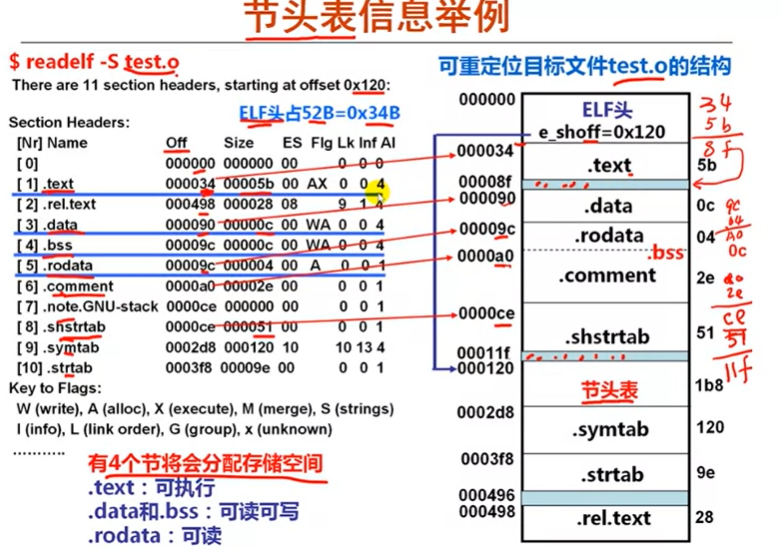 节头表信息举例
$ readelf -S test.o
There are 11 section headers, starting at offset 0x120:
ELF头占52B=0x34B
Section Headers:
[Nr] Name Off Size ES Flg Lk Inf Al
[ 0] 000000 000000 00 0 0 0
[ 1] .text 000034 00005b 00 AX 0 0 4
[ 2] .rel.text 000498 000028 08 9 1 4
[ 3] .data 000090 00000c 00 WA 0 0 4
[ 4] .bss 00009c 00000c 00 WA 0 0 4
[ 5] .rodata 00009c 000004 00 A 0 0 1
[ 6] .comment 0000a0 00002e 00 0 0 1
[ 7] .note.GNU-stack 0000ce 000000 00 0 0 1
[ 8] .shstrtab 0000ce 000051 00 0 0 1
[ 9] .symtab 0002d8 000120 10 10 13 4
[10] .strtab 0003f8 00009e 00 0 0 1
Key to Flags:
W (write), A (alloc), X (execute), M (merge), S (strings)
I (info), L (link order), G (group), x (unknown)
..........
有4个节将会分配存储空间
.text：可执行
.data和.bss：可读可写
.rodata：可读
可重定位目标文件test.o的结构
000000
ELF头
e_shoff=0x120
000034
.text
5b
00008f
000090
.data
0c
00009c
.rodata
04
.bss
0000a0
.comment
2e
0000ce
.shstrtab
51
00011f
000120
节头表
1b8
0002d8
.symtab
120
0003f8
.strtab
9e
000496
000498
.rel.text
28
34
5b
8f
9c
04
A0
0c
a0
2e
ce
51
11f